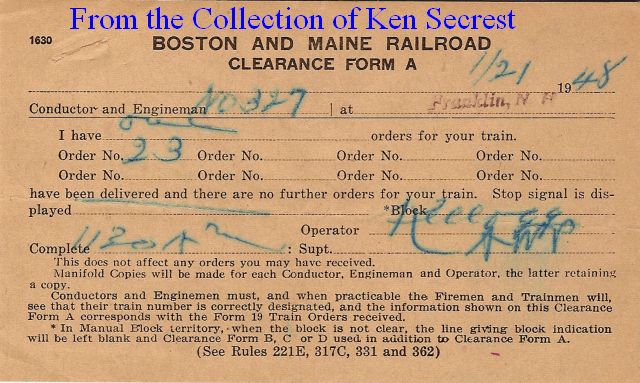 From the Collection of Ken Secrest
1630
BOSTON AND MAINE RAILROAD
CLEARANCE FORM A
1/21 1948
Conductor and Engineman NO 327 | at Franklin, N H
I have one orders for your train.
Order No. 23 Order No. Order No. Order No.
Order No. Order No. Order No. Order No.
have been delivered and there are no further orders for your train. Stop signal is dis-
played *Block
Operator
Complete 1120 A M : Supt.
This does not affect any orders you may have received.
Manifold Copies will be made for each Conductor, Engineman and Operator, the latter retaining
a copy.
Conductors and Enginemen must, and when practicable the Firemen and Trainmen will,
see that their train number is correctly designated, and the information shown on this Clearance
Form A corresponds with the Form 19 Train Orders received.
* In Manual Block territory, when the block is not clear, the line giving block indication
will be left blank and Clearance Form B, C or D used in addition to Clearance Form A.
(See Rules 221E, 317C, 331 and 362)